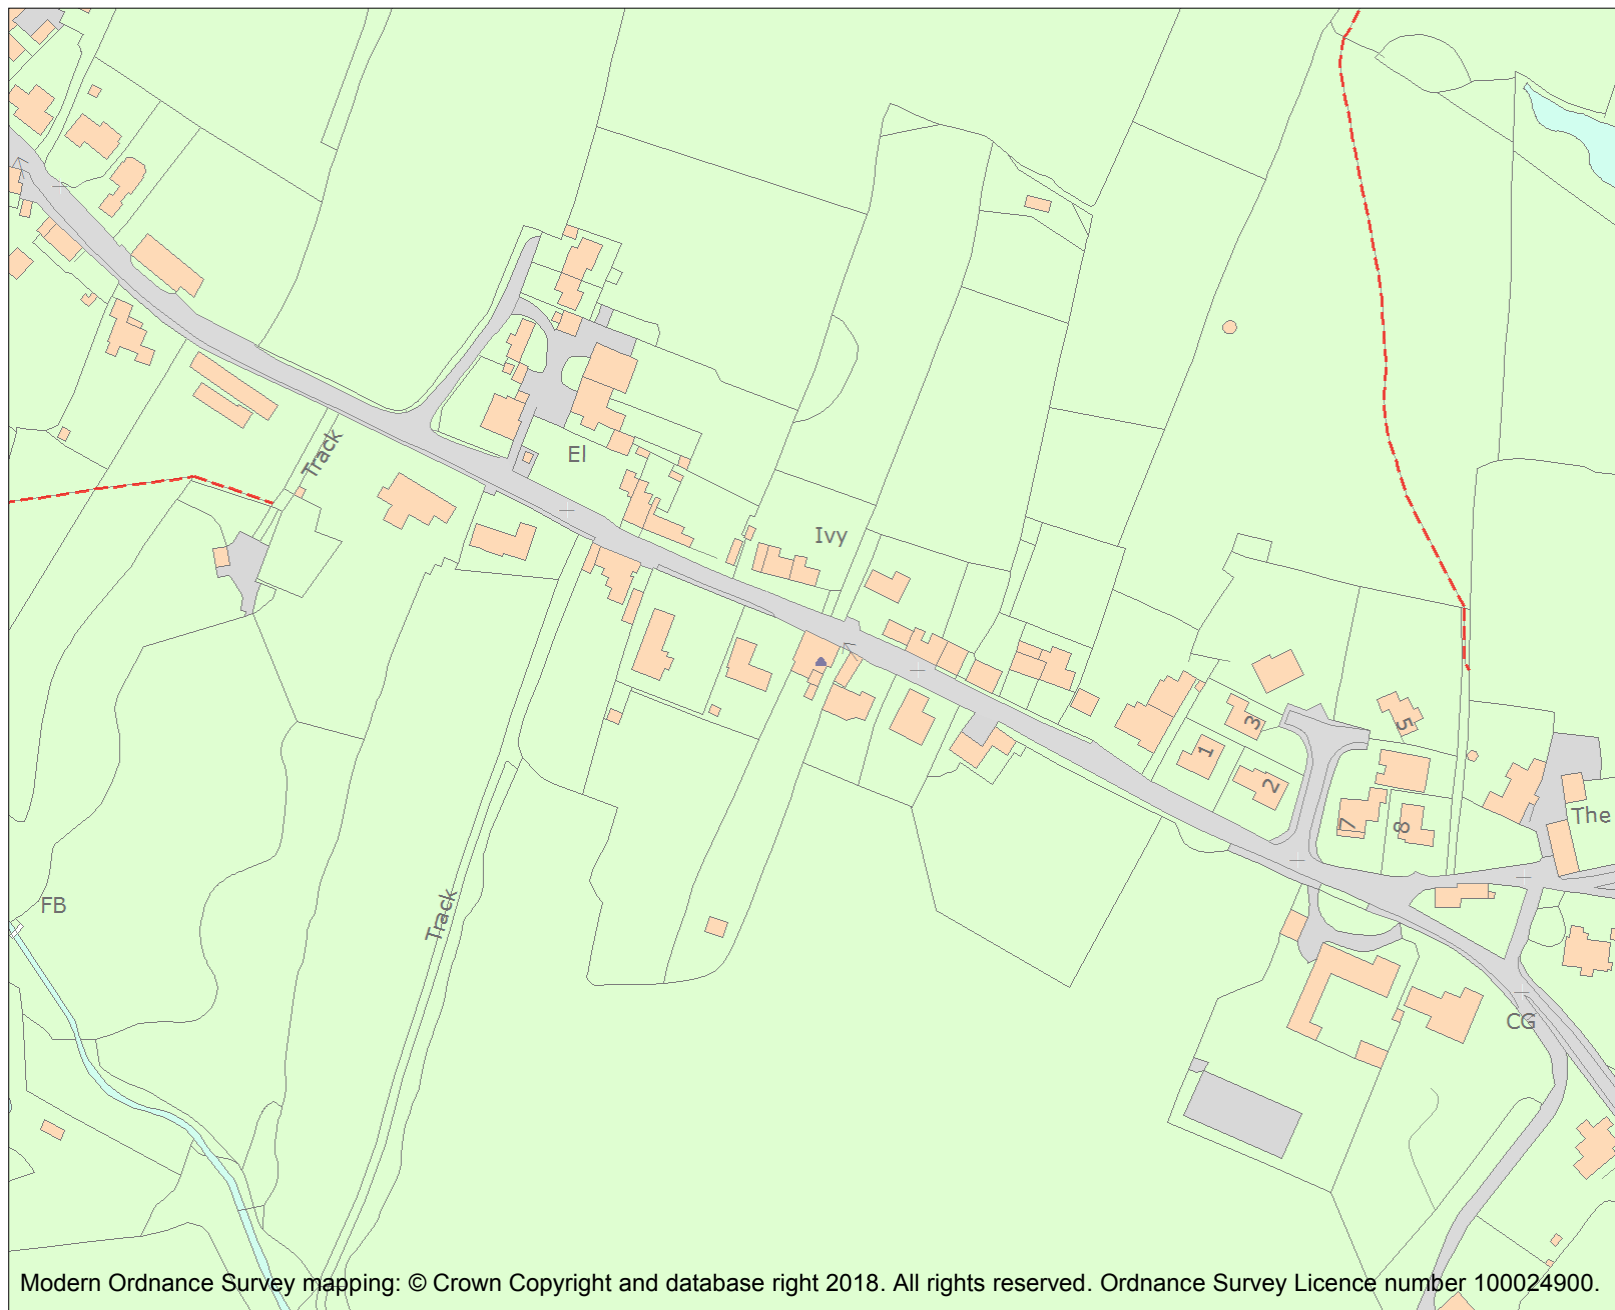 Track
El
Ivy
3
5
1
2
7
8
The
Track
FB
CG
Modern Ordnance Survey mapping: © Crown Copyright and database right 2018. All rights reserved. Ordnance Survey Licence number 100024900.